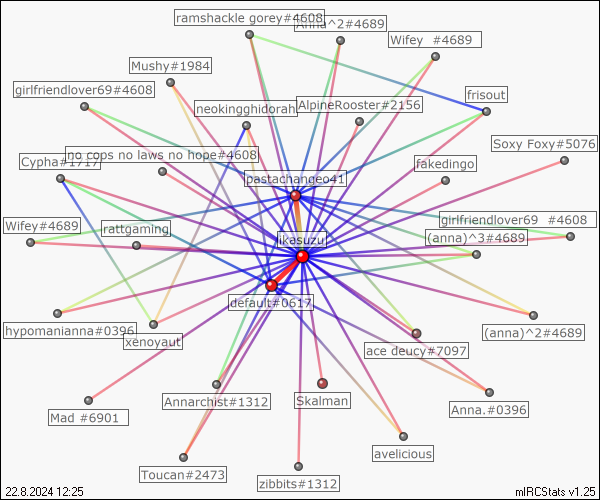 ramshackle gorey#4608
Anna^2#4689
Wifey #4689
Mushy#1984
girlfriendlover69#4608
frisout
neokingghidorah
AlpineRooster#2156
Soxy Foxy#5076
Cypha#1717
no cops no laws no hope#4608
fakedingo
pastachange041
girlfriendlover69 #4608
Wifey#4689
rattgaming
(anna)^3#4689
likesuzu
default#0617
hypomanianna#0396
xenoyaut
(anna)^2#4689
ace deucy#7097
Mad #6901
Annarchist#1312
Skalman
Anna.#0396
avelicious
Toucan#2473
zibbits#1312
22.8.2024 12:25
mIRCStats v1.25